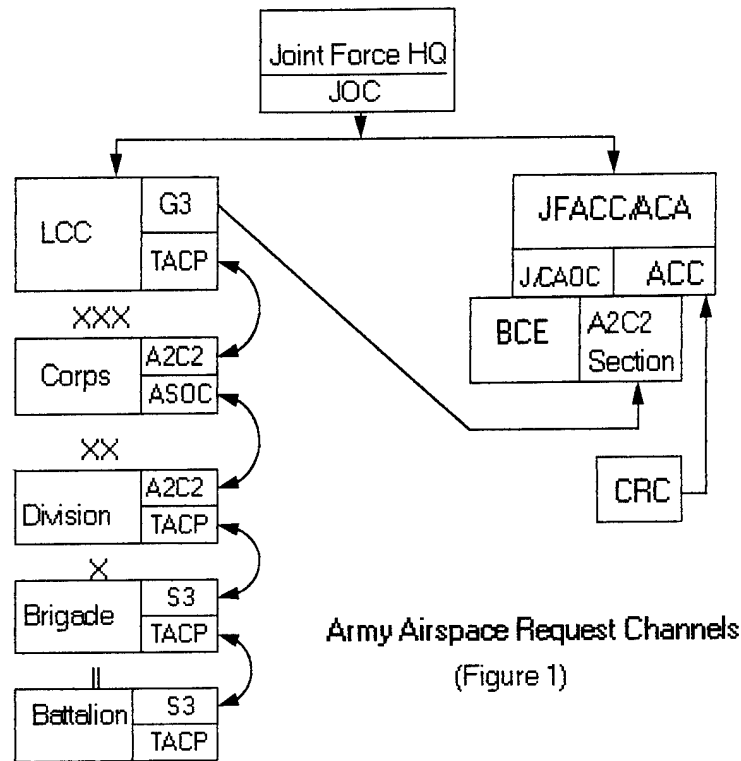 Joint Force HQ
JOC
LCC
G3
TACP
JFACC/ACA
J/CAOC
ACC
BCE
A2C2
Section
CRC
XXX
Corps
A2C2
ASOC
XX
Division
A2C2
TACP
X
Brigade
S3
TACP
||
Battalion
S3
TACP
Army Airspace Request Channels
(Figure 1)